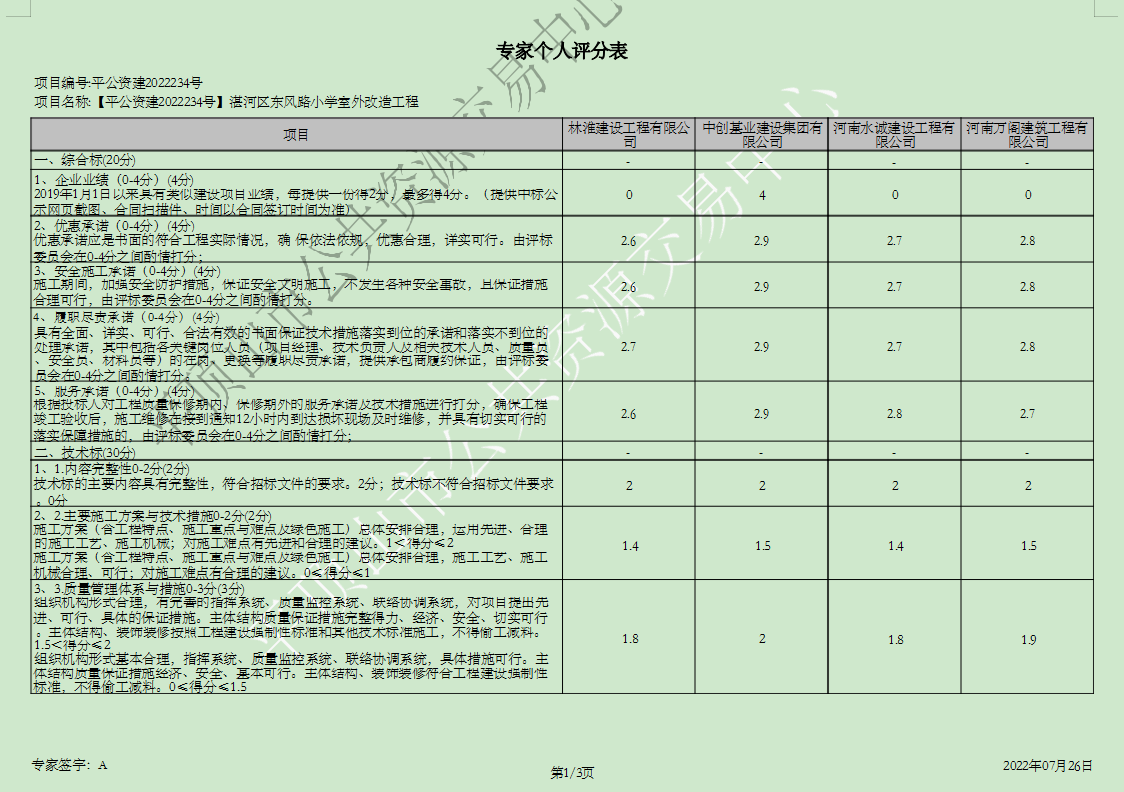 专家个人评分表
项目编号:平公资建2022234号
项目名称:【平公资建2022234号】湛河区东风路小学室外改造工程
项目
林淮建设工程有限公
司
中创基业建设集团有
限公司
河南水诚建设工程有
限公司
河南万阁建筑工程有
限公司
一、综合标(20分)
-
-
-
-
1、企业业绩（0-4分）(4分)
2019年1月1日以来具有类似建设项目业绩，每提供一份得2分，最多得4分。（提供中标公
示网页截图、合同扫描件、时间以合同签订时间为准）
0
4
0
0
2、优惠承诺（0-4分）(4分)
优惠承诺应是书面的符合工程实际情况，确 保依法依规，优惠合理，详实可行。由评标
委员会在0-4分之间酌情打分；
2.6
2.9
2.7
2.8
3、安全施工承诺（0-4分）(4分)
施工期间，加强安全防护措施，保证安全文明施工，不发生各种安全事故，且保证措施
合理可行，由评标委员会在0-4分之间酌情打分。
2.6
2.9
2.7
2.8
4、履职尽责承诺（0-4分）(4分)
具有全面、详实、可行、合法有效的书面保证技术措施落实到位的承诺和落实不到位的
处理承诺，其中包括各关键岗位人员（项目经理、技术负责人及相关技术人员、质量员
、安全员、材料员等）的在岗、更换等履职尽责承诺，提供承包商履约保证，由评标委
员会在0-4分之间酌情打分。
2.7
2.9
2.7
2.8
5、服务承诺（0-4分）(4分)
根据投标人对工程质量保修期内、保修期外的服务承诺及技术措施进行打分，确保工程
竣工验收后，施工维修在接到通知12小时内到达损坏现场及时维修，并具有切实可行的
落实保障措施的，由评标委员会在0-4分之间酌情打分；
2.6
2.9
2.8
2.7
二、技术标(30分)
-
-
-
-
1、1.内容完整性0-2分(2分)
技术标的主要内容具有完整性，符合招标文件的要求。2分；技术标不符合招标文件要求
。0分
2
2
2
2
2、2.主要施工方案与技术措施0-2分(2分)
施工方案（含工程特点、施工重点与难点及绿色施工）总体安排合理，运用先进、合理
的施工工艺、施工机械；对施工难点有先进和合理的建议。1＜得分≤2
施工方案（含工程特点、施工重点与难点及绿色施工）总体安排合理，施工工艺、施工
机械合理、可行；对施工难点有合理的建议。0≤得分≤1
1.4
1.5
1.4
1.5
3、3.质量管理体系与措施0-3分(3分)
组织机构形式合理，有完善的指挥系统、质量监控系统、联络协调系统，对项目提出先
进、可行、具体的保证措施。主体结构质量保证措施完整得力、经济、安全、切实可行
。主体结构、装饰装修按照工程建设强制性标准和其他技术标准施工，不得偷工减料。
1.5＜得分≤2
组织机构形式基本合理，指挥系统、质量监控系统、联络协调系统，具体措施可行。主
体结构质量保证措施经济、安全、基本可行。主体结构、装饰装修符合工程建设强制性
标准，不得偷工减料。0≤得分≤1.5
1.8
2
1.8
1.9
平顶山市公共资源交易中心
平顶山市公共资源交易中心
专家签字：A
第1/3页
2022年07月26日